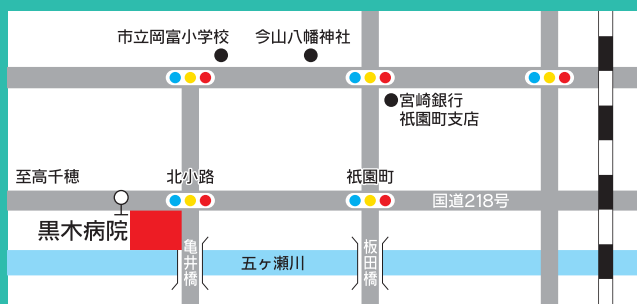 市立岡富小学校
今山八幡神社
宮崎銀行
祇園町支店
至高千穂
北小路
祇園町
国道218号
黒木病院
亀井橋
五ヶ瀬川
板田橋